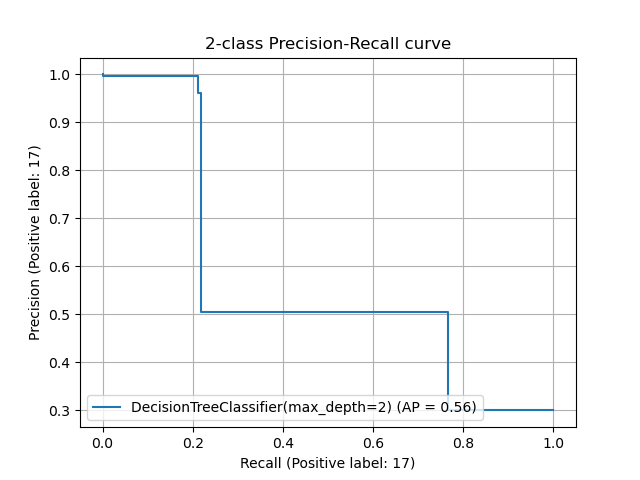 2-class Precision-Recall curve
Precision (Positive label: 17)
1.0
0.9
0.8
0.7
0.6
0.5
0.4
0.3
DecisionTreeClassifier(max_depth=2) (AP = 0.56)
0.0 0.2 0.4 0.6 0.8 1.0
Recall (Positive label: 17)